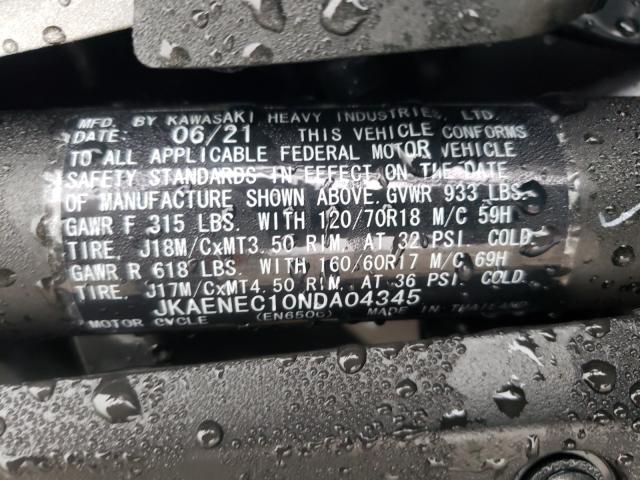 MFD. BY KAWASAKI HEAVY INDUSTRIES, LTD.
DATE: 06/21 THIS VEHICLE CONFORMS
TO ALL APPLICABLE FEDERAL MOTOR VEHICLE
SAFETY STANDARDS IN EFFECT ON THE DATE
OF MANUFACTURE SHOWN ABOVE. GVWR 933 LBS.
GAWR F 315 LBS. WITH 120/70R18 M/C 59H
TIRE, J18M/CxMT3.50 RIM, AT 32 PSI. COLD.
GAWR R 618 LBS. WITH 160/60R17 M/C 69H
TIRE, J17M/CxMT4.50 RIM, AT 36 PSI. COLD.
JKAENEC10NDA04345
MOTOR CYCLE (EN650G) MADE IN THAILAND